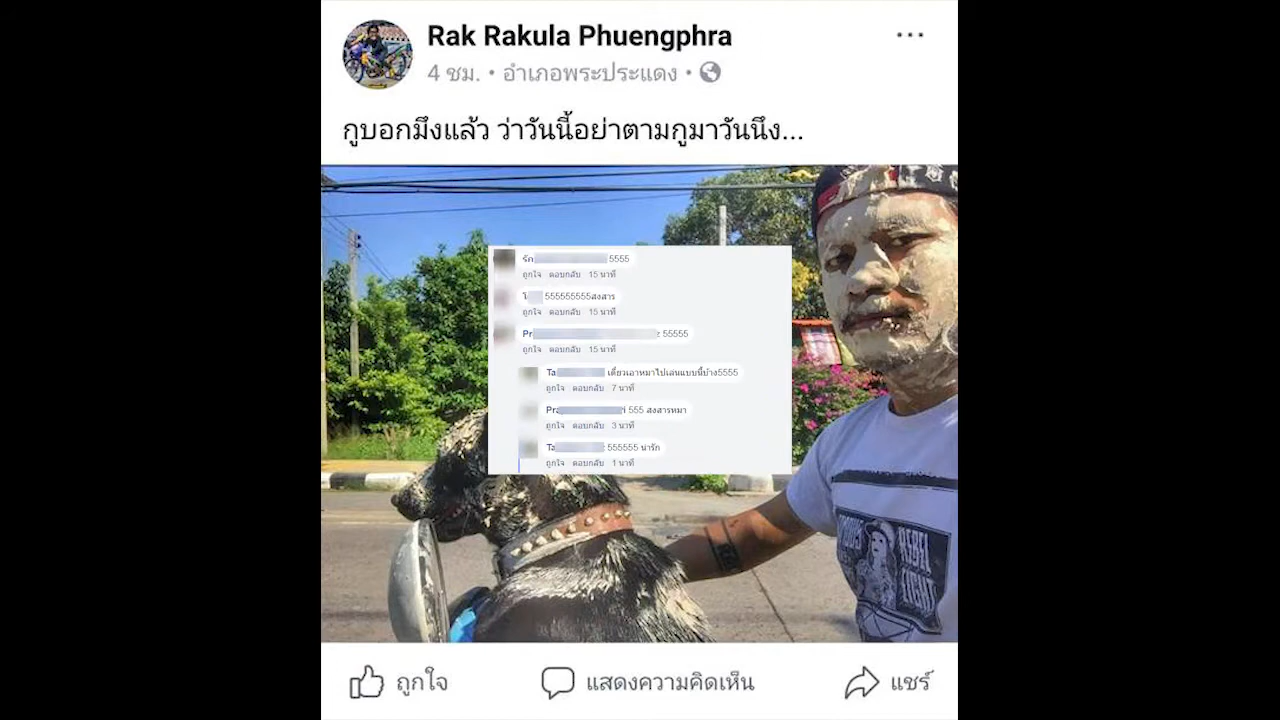 Rak Rakula Phuengphra
4 ชม. • อำเภอพระประแดง •
กูบอกมึงแล้ว ว่าวันนี้อย่าตามกูมาวันนึง...
รัก 5555
ถูกใจ ตอบกลับ 15 นาที
555555555สงสาร
ถูกใจ ตอบกลับ 15 นาที
Pr 55555
ถูกใจ ตอบกลับ 15 นาที
Ta เดี๋ยวเอาหมาไปเล่นแบบนี้บ้าง5555
ถูกใจ ตอบกลับ 7 นาที
Pra 555 สงสารหมา
ถูกใจ ตอบกลับ 3 นาที
Ta 555555 น่ารัก
ถูกใจ ตอบกลับ 1 นาที
REBEL
ถูกใจ แสดงความคิดเห็น แชร์